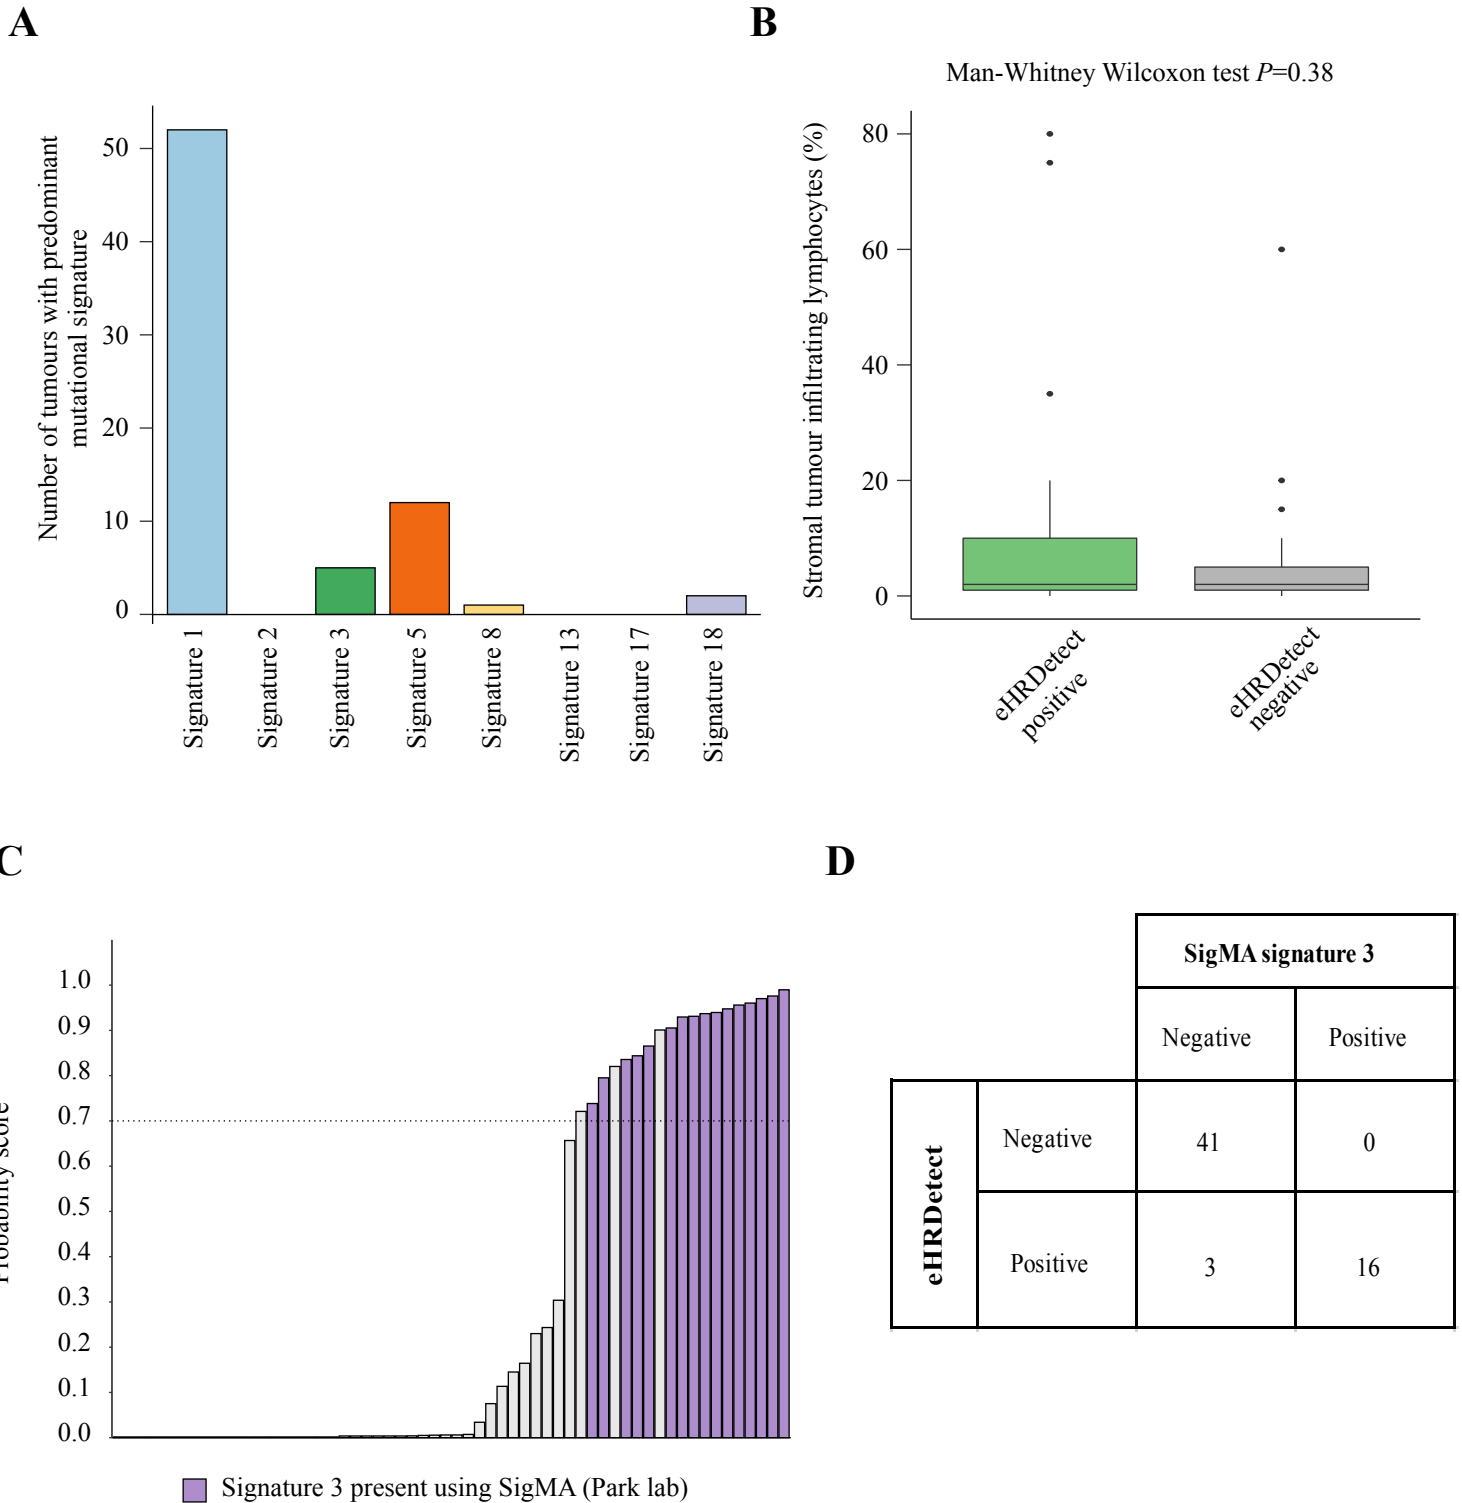 A
Number of tumours with predominant
mutational signature
50
40
30
20
10
0
Signature 1
Signature 2
Signature 3
Signature 5
Signature 8
Signature 13
Signature 17
Signature 18
B
Man-Whitney Wilcoxon test P=0.38
Stromal tumour infiltrating lymphocytes (%)
80
60
40
20
0
eHRDetect
positive
eHRDetect
negative
C
Probability score
1.0
0.9
0.8
0.7
0.6
0.5
0.4
0.3
0.2
0.1
0.0
Signature 3 present using SigMA (Park lab)
D
SigMA signature 3
Negative Positive
eHRDetect
Negative 41 0
Positive 3 16